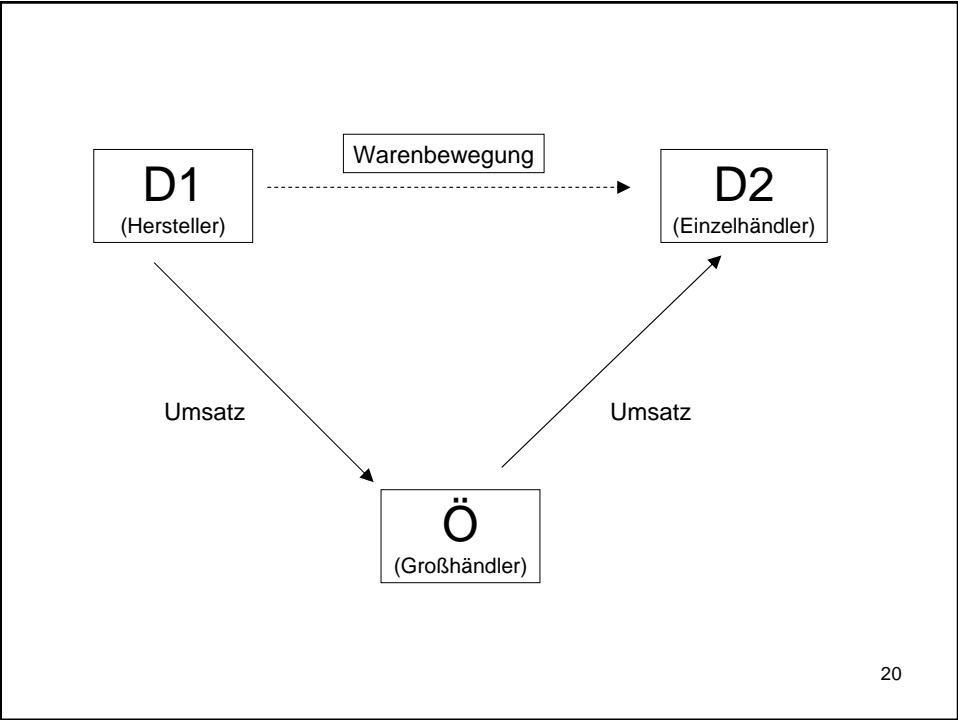 Warenbewegung
D1
(Hersteller)
D2
(Einzelhändler)
Umsatz
Umsatz
Ö
(Großhändler)
20